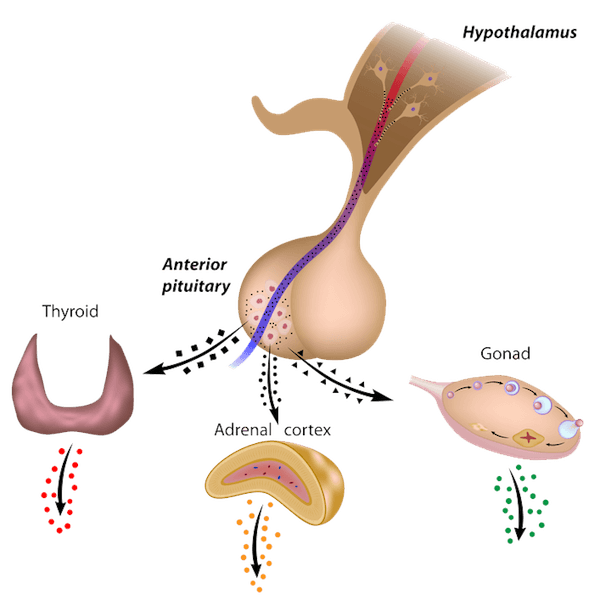 Hypothalamus
Anterior
pituitary
Thyroid
Gonad
Adrenal cortex